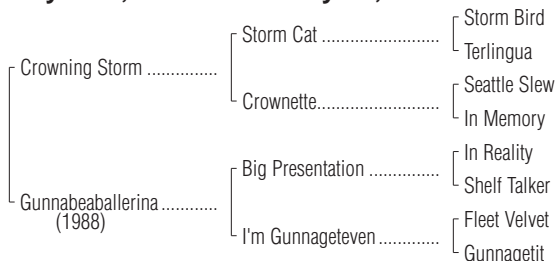 Storm Bird
Storm Cat ........................
Terlingua
Crowning Storm ..............
Seattle Slew
Crownette.........................
In Memory
In Reality
Big Presentation ..............
Shelf Talker
Gunnabeaballerina ...........
(1988)
Fleet Velvet
I'm Gunnageteven .............
Gunnagetit